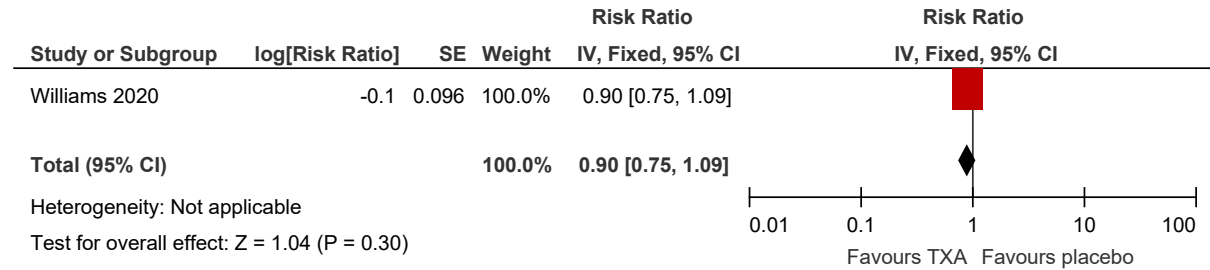 Risk Ratio Risk Ratio
Study or Subgroup log[Risk Ratio] SE Weight IV, Fixed, 95% CI IV, Fixed, 95% CI
Williams 2020 -0.1 0.096 100.0% 0.90 [0.75, 1.09]
Total (95% CI) 100.0% 0.90 [0.75, 1.09]
Heterogeneity: Not applicable
Test for overall effect: Z = 1.04 (P = 0.30)
0.01 0.1 1 10 100
Favours TXA Favours placebo